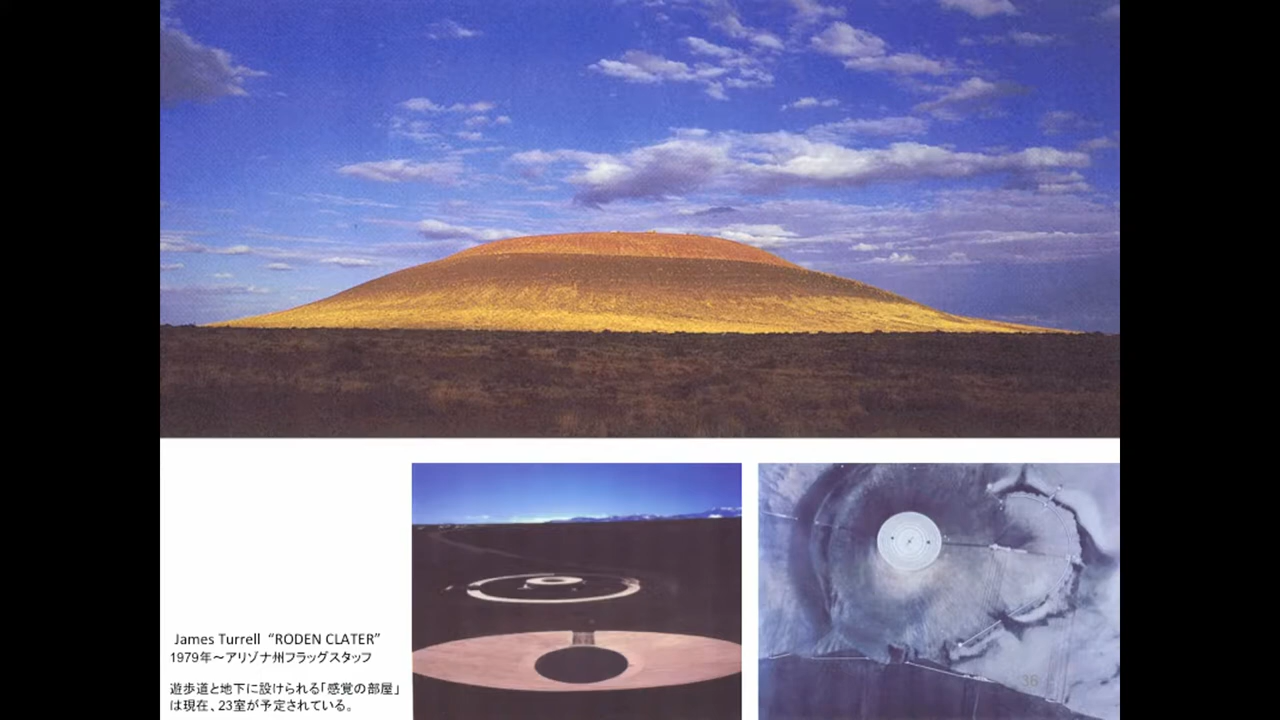 James Turrell “RODEN CLATER”
1979年～アリゾナ州フラッグスタッフ
遊歩道と地下に設けられる「感覚の部屋」
は現在、23室が予定されている。
36